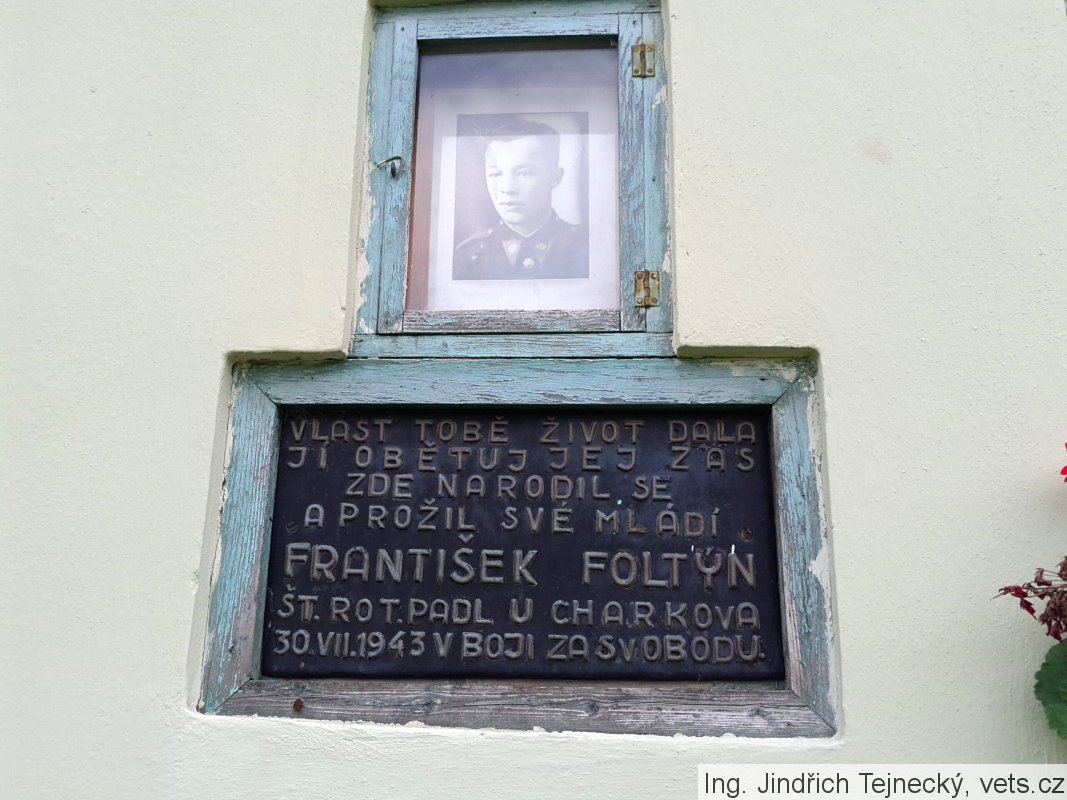 VLAST TOBĚ ŽIVOT DALA
JÍ OBĚTUJ JEJ ZAS
ZDE NARODIL SE
A PROŽIL SVÉ MLÁDÍ
FRANTIŠEK FOLTÝN
ŠT. ROT. PADL U CHARKOVA
30.VII.1943 V BOJI ZA SVOBODU.
Ing. Jindřich Tejnecký, vets.cz